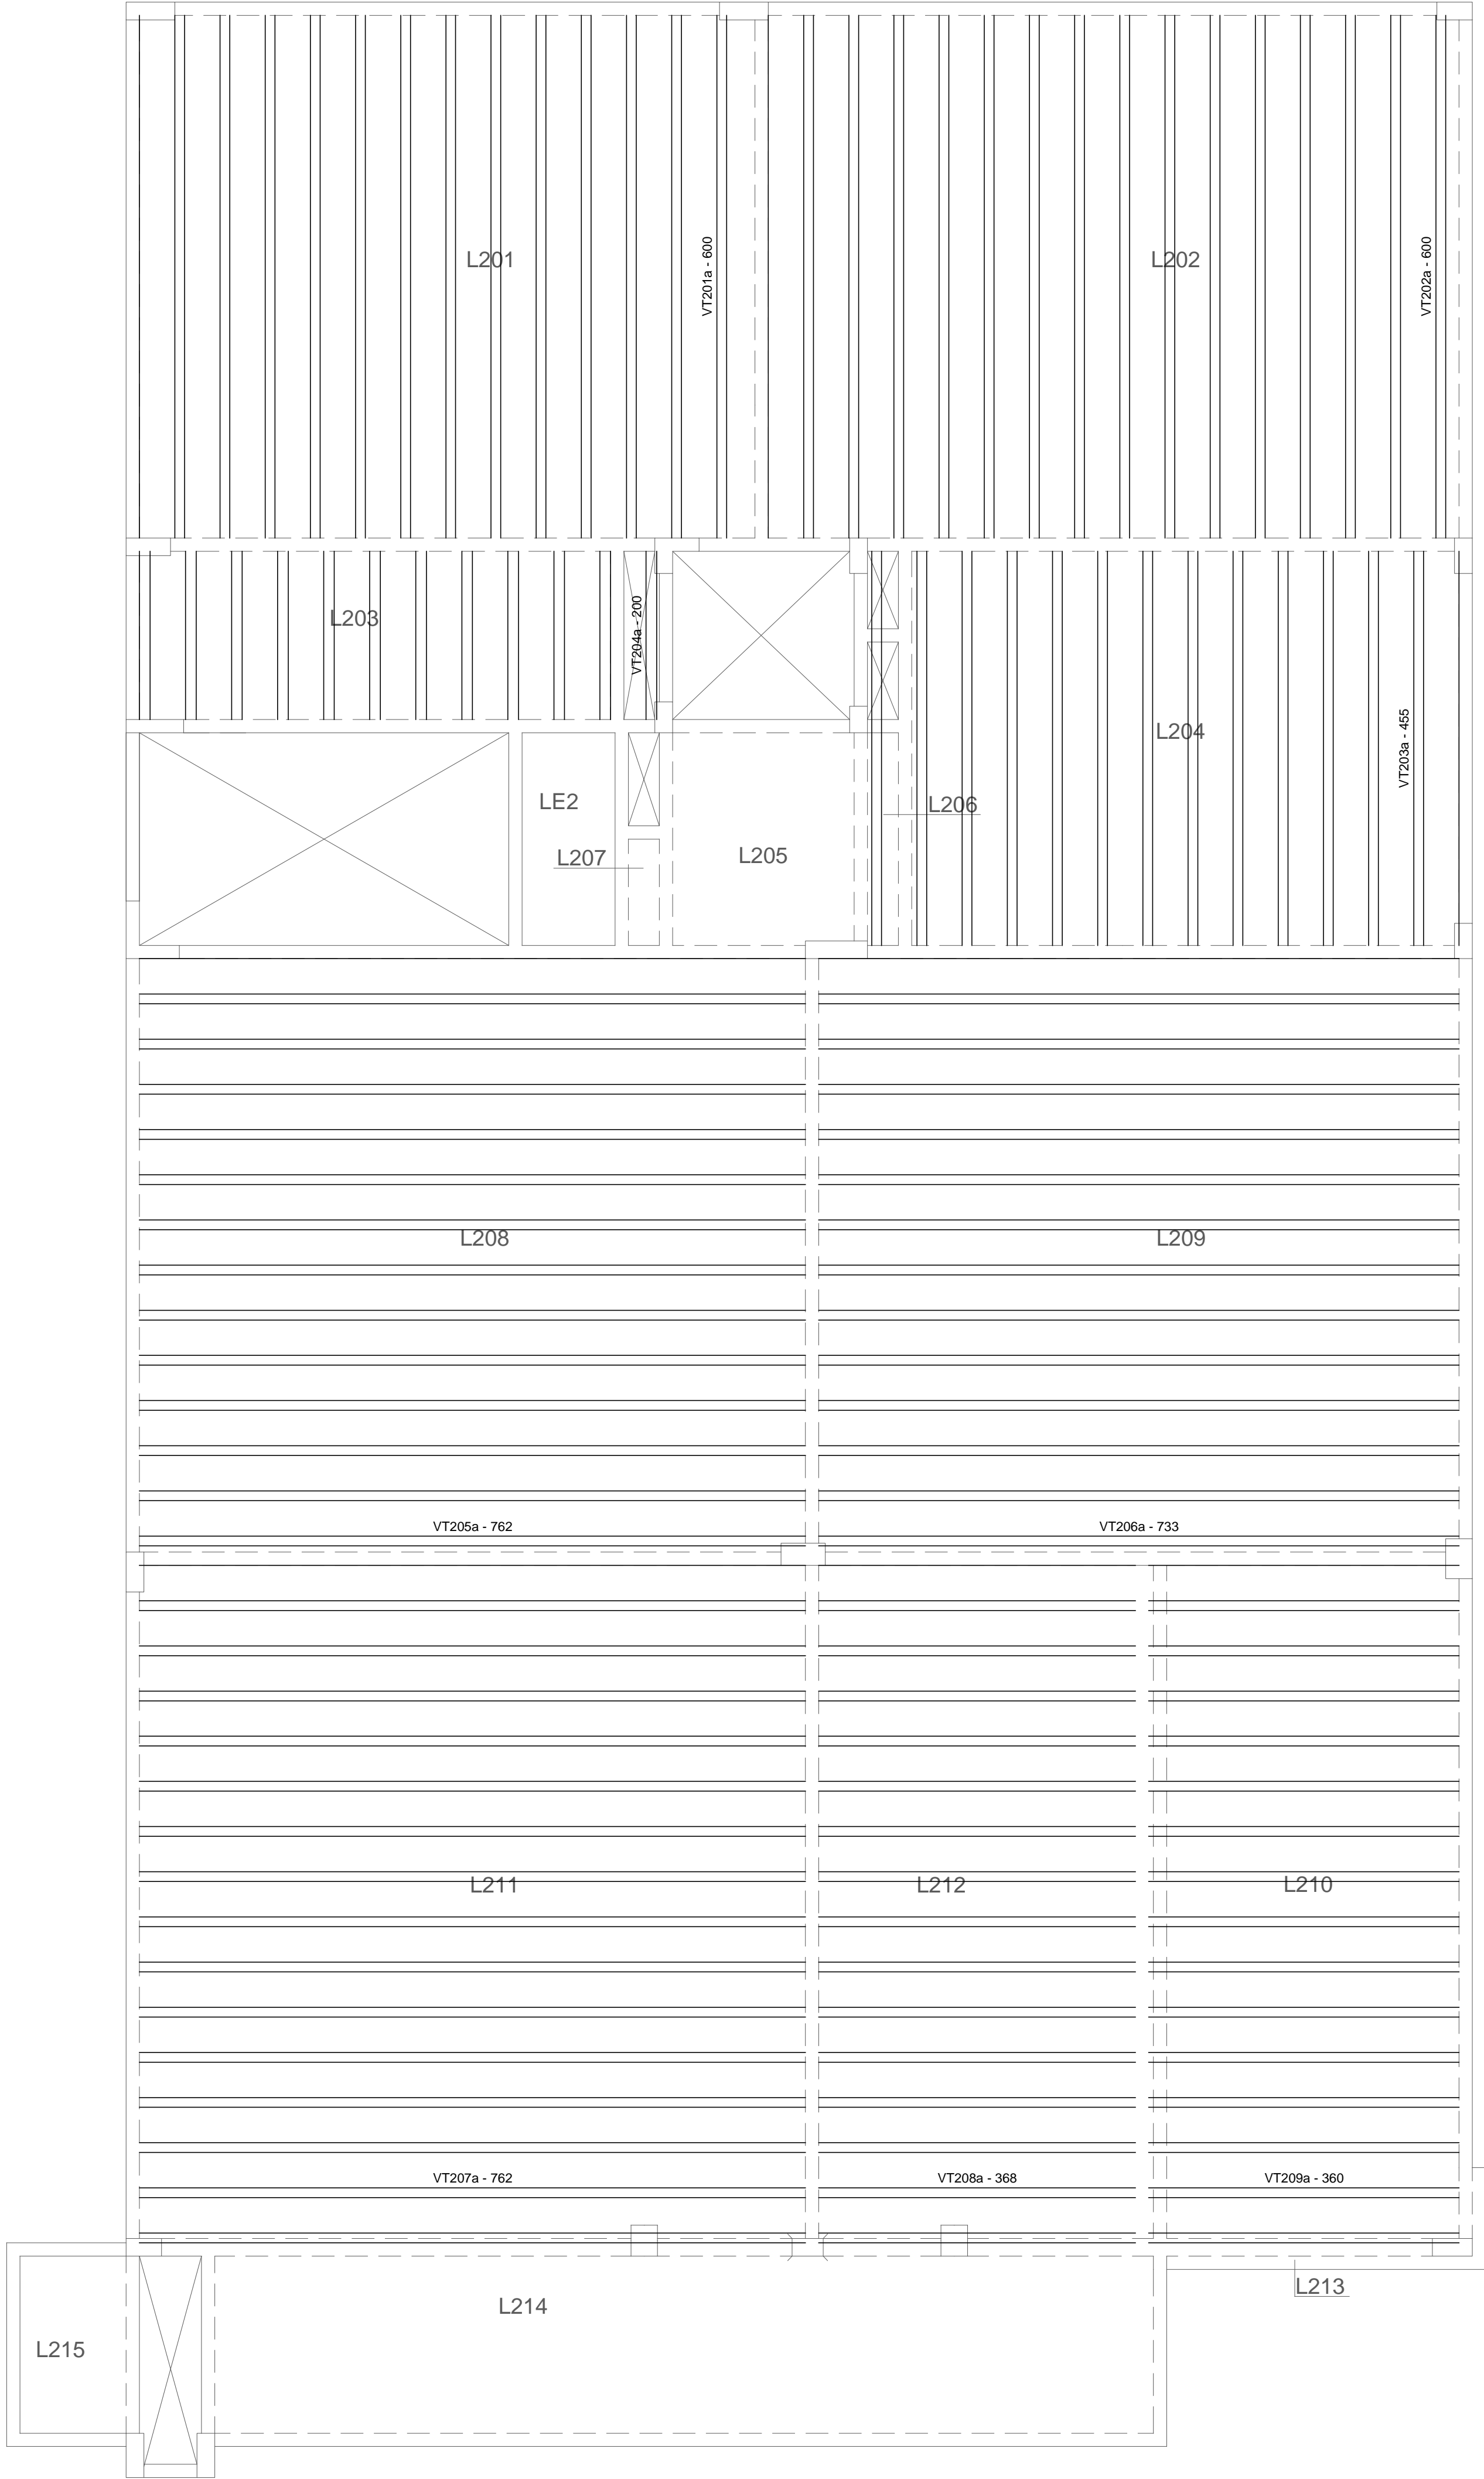 VT201a - 600
VT202a - 600
L201
L202
L203
VT204a - 200
L204
VT203a - 455
LE2
L206
L207
L205
L208
L209
VT205a - 762
VT206a - 733
L211
L212
L210
VT207a - 762
VT208a - 368
VT209a - 360
L213
L214
L215